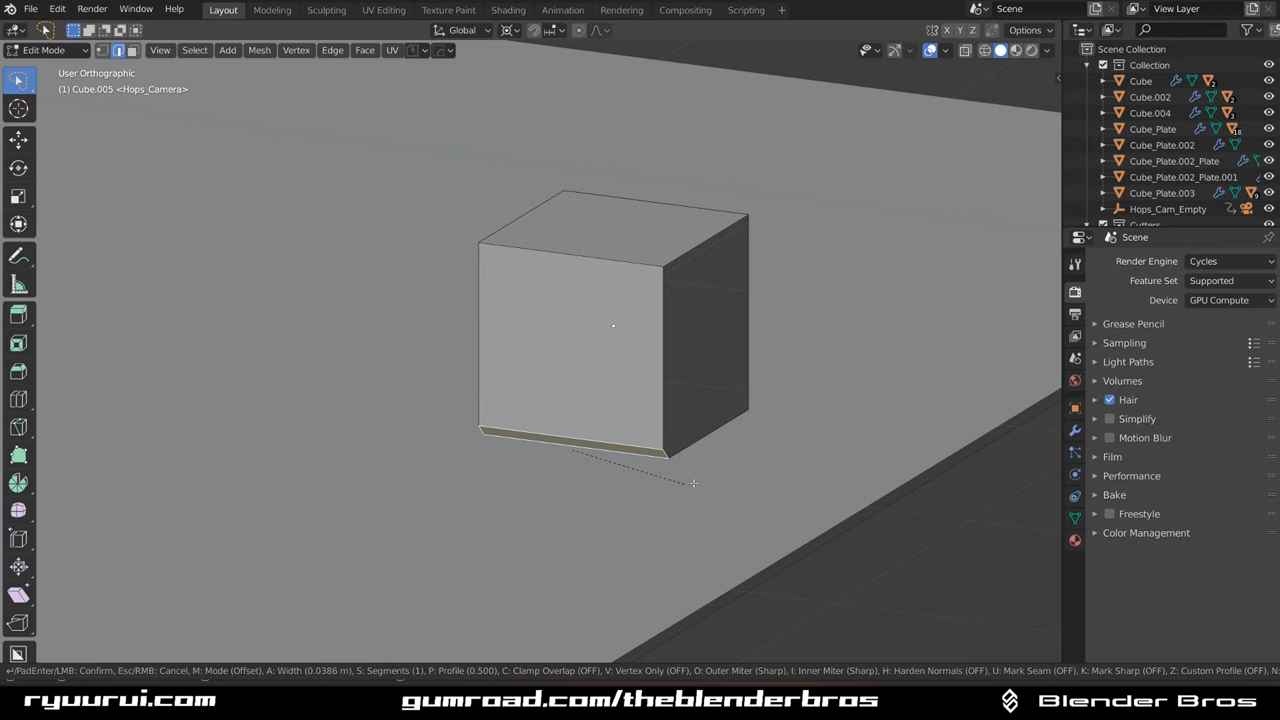 File Edit Render Window Help Layout Modeling Sculpting UV Editing Texture Paint Shading Animation Rendering Compositing Scripting + Scene View Layer
Global Options
Edit Mode View Select Add Mesh Vertex Edge Face UV X Y Z
User Orthographic
(1) Cube.005 <Hops_Camera>
Scene Collection
Collection
Cube 2
Cube.002 2
Cube.004 3
Cube_Plate 18
Cube_Plate.002
Cube_Plate.002_Plate
Cube_Plate.002_Plate.001
Cube_Plate.003 9
Hops_Cam_Empty
Cutters
Scene
Render Engine Cycles
Feature Set Supported
Device GPU Compute
Grease Pencil
Sampling
Light Paths
Volumes
Hair
Simplify
Motion Blur
Film
Performance
Bake
Freestyle
Color Management
/PadEnter/LMB: Confirm, Esc/RMB: Cancel, M: Mode (Offset), A: Width (0.0386 m), S: Segments (1), P: Profile (0.500), C: Clamp Overlap (OFF), V: Vertex Only (OFF), O: Outer Miter (Sharp), I: Inner Miter (Sharp), H: Harden Normals (OFF), U: Mark Seam (OFF), K: Mark Sharp (OFF), Z: Custom Profile (OFF), N
ryuurui.com gumroad.com/theblenderbros Blender Bros